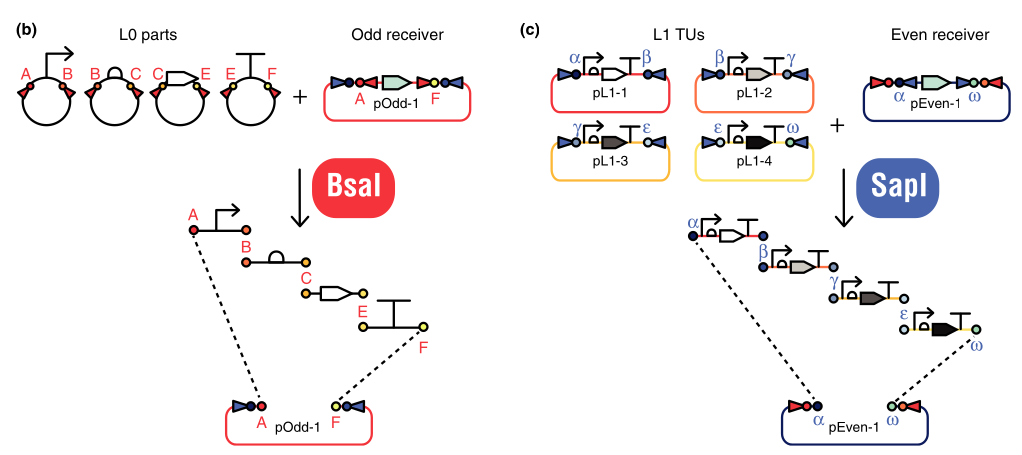 (b)
L0 parts
Odd receiver
A B B C C E E F
+
A F
pOdd-1
BsaI
A
B
C
E
F
A F
pOdd-1
(c)
L1 TUs
Even receiver
α β
pL1-1
β γ
pL1-2
γ ε
pL1-3
ε ω
pL1-4
+
α ω
pEven-1
SapI
α
β
γ
ε
ω
α ω
pEven-1